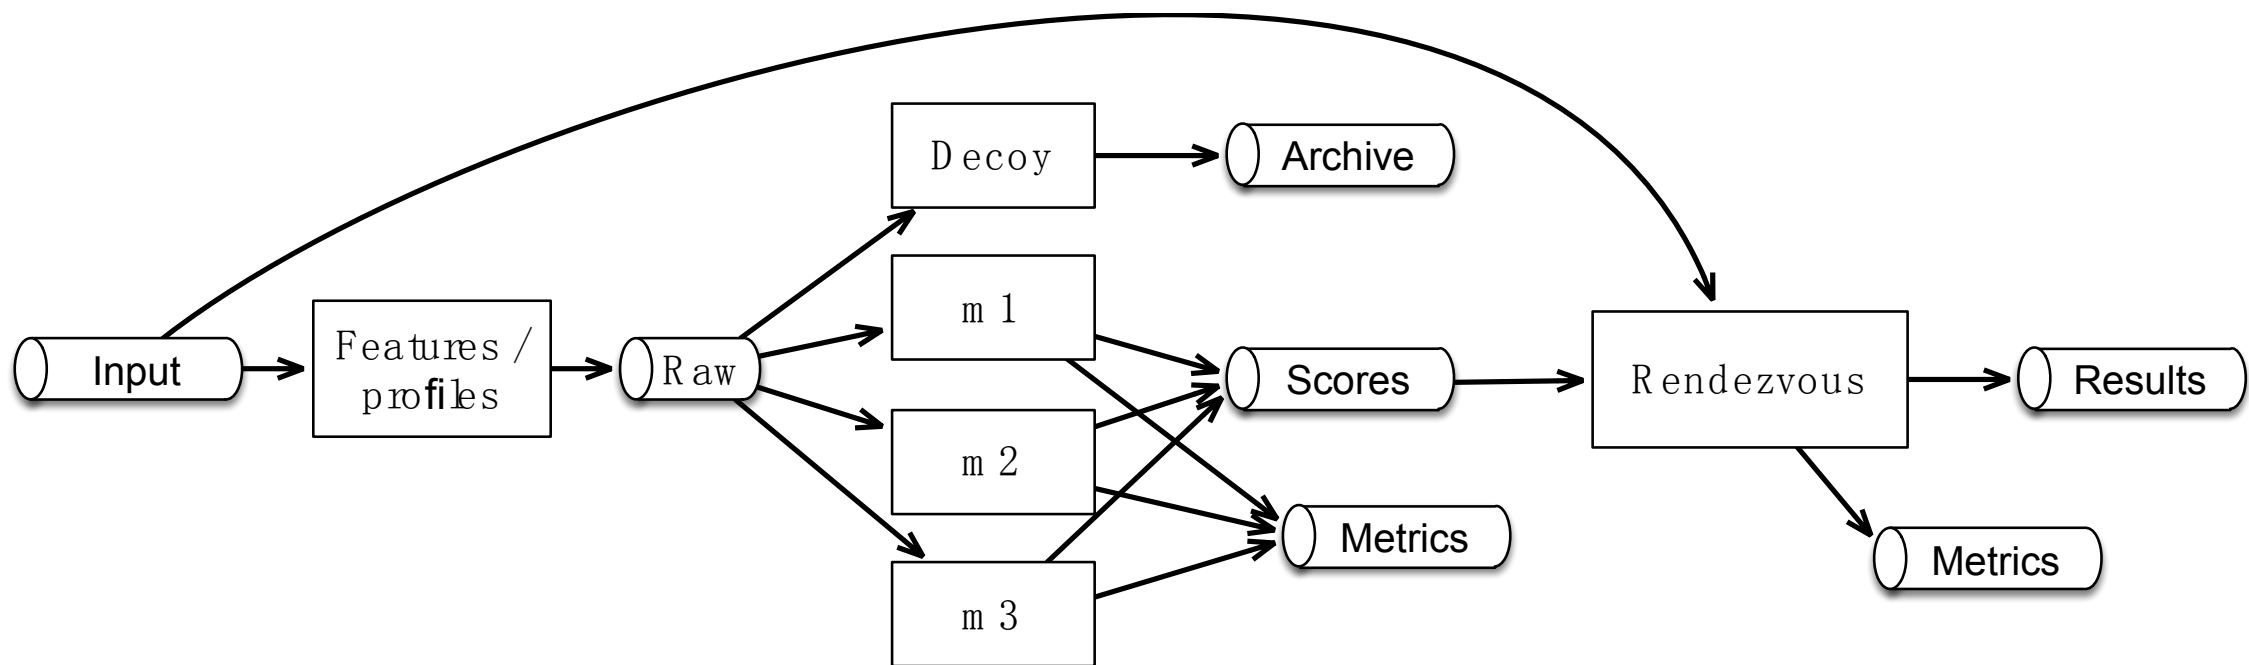 Decoy
Archive
m1
Input
Features/
profiles
Raw
Scores
Rendezvous
Results
m2
Metrics
Metrics
m3